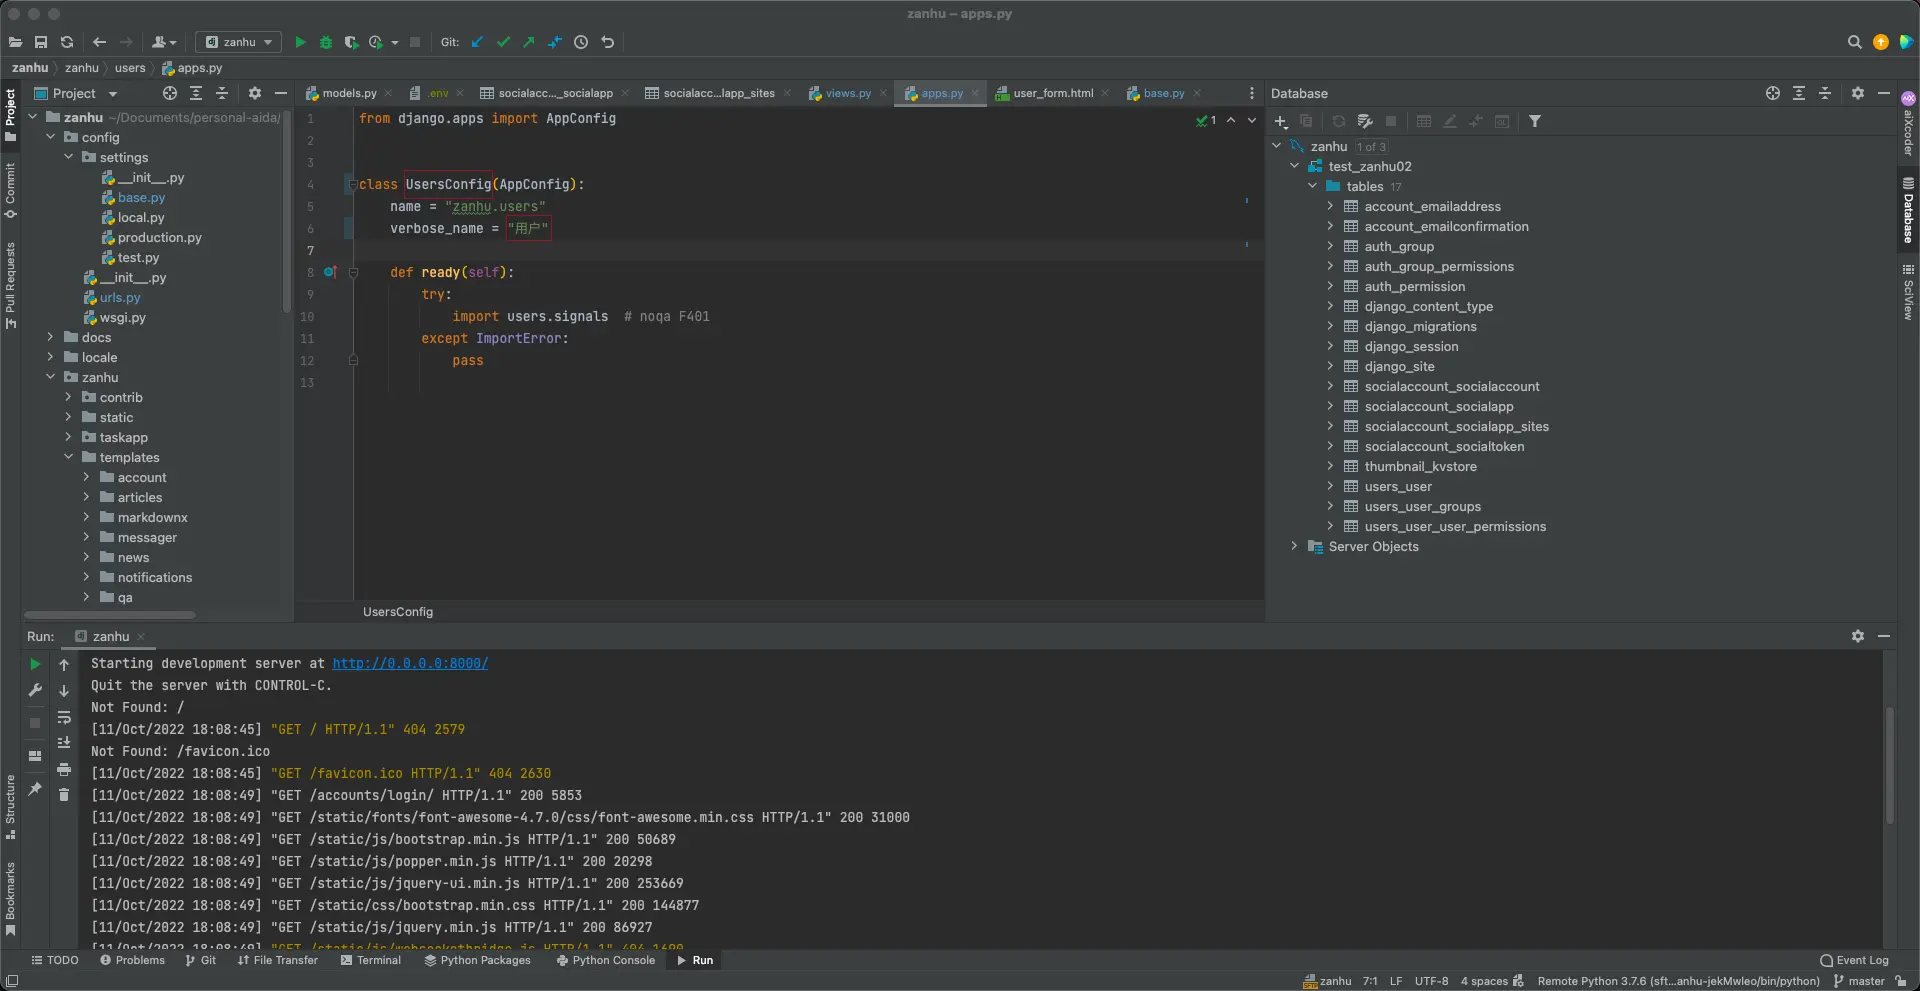 zanhu – apps.py
zanhu
Git:
zanhu zanhu users apps.py
Project
models.py .env socialacc..._socialapp socialacc...lapp_sites views.py apps.py user_form.html base.py
Database
zanhu ~/Documents/personal-aida/
config
settings
__init__.py
base.py
local.py
production.py
test.py
__init__.py
urls.py
wsgi.py
docs
locale
zanhu
contrib
static
taskapp
templates
account
articles
markdownx
messager
news
notifications
qa
1 from django.apps import AppConfig
2
3
4 class UsersConfig(AppConfig):
5 name = "zanhu.users"
6 verbose_name = "用户"
7
8 def ready(self):
9 try:
10 import users.signals # noqa F401
11 except ImportError:
12 pass
13
1
UsersConfig
zanhu 1 of 3
test_zanhu02
tables 17
account_emailaddress
account_emailconfirmation
auth_group
auth_group_permissions
auth_permission
django_content_type
django_migrations
django_session
django_site
socialaccount_socialaccount
socialaccount_socialapp
socialaccount_socialapp_sites
socialaccount_socialtoken
thumbnail_kvstore
users_user
users_user_groups
users_user_user_permissions
Server Objects
Project
Commit
Pull Requests
Structure
Bookmarks
aiXcoder
Database
SciView
Run: zanhu
Starting development server at http://0.0.0.0:8000/
Quit the server with CONTROL-C.
Not Found: /
[11/Oct/2022 18:08:45] "GET / HTTP/1.1" 404 2579
Not Found: /favicon.ico
[11/Oct/2022 18:08:45] "GET /favicon.ico HTTP/1.1" 404 2630
[11/Oct/2022 18:08:49] "GET /accounts/login/ HTTP/1.1" 200 5853
[11/Oct/2022 18:08:49] "GET /static/fonts/font-awesome-4.7.0/css/font-awesome.min.css HTTP/1.1" 200 31000
[11/Oct/2022 18:08:49] "GET /static/js/bootstrap.min.js HTTP/1.1" 200 50689
[11/Oct/2022 18:08:49] "GET /static/js/popper.min.js HTTP/1.1" 200 20298
[11/Oct/2022 18:08:49] "GET /static/js/jquery-ui.min.js HTTP/1.1" 200 253669
[11/Oct/2022 18:08:49] "GET /static/css/bootstrap.min.css HTTP/1.1" 200 144877
[11/Oct/2022 18:08:49] "GET /static/js/jquery.min.js HTTP/1.1" 200 86927
[11/Oct/2022 18:08:49] "GET /static/js/websocketbridge.js HTTP/1.1" 404 1690
TODO Problems Git File Transfer Terminal Python Packages Python Console Run Event Log
zanhu 7:1 LF UTF-8 4 spaces Remote Python 3.7.6 (sft...anhu-jekMwleo/bin/python) master